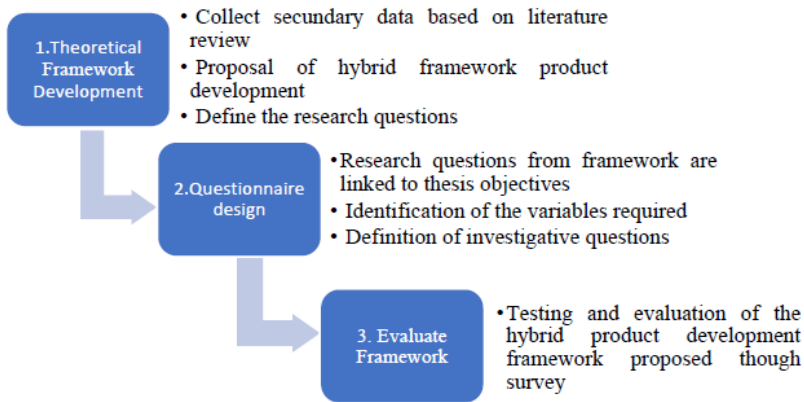 1.Theoretical
Framework
Development
• Collect secundary data based on literature
review
• Proposal of hybrid framework product
development
• Define the research questions
2.Questionnaire
design
•Research questions from framework are
linked to thesis objectives
• Identification of the variables required
• Definition of investigative questions
3. Evaluate
Framework
•Testing and evaluation of the
hybrid product development
framework proposed though
survey